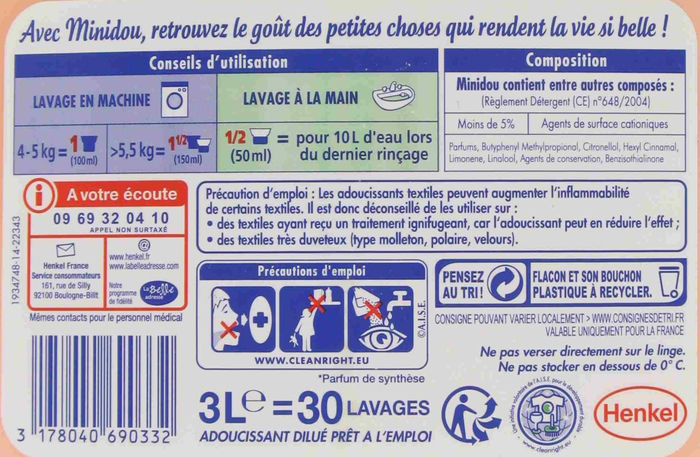 Avec Minidou, retrouvez le goût des petites choses qui rendent la vie si belle !
Conseils d'utilisation
LAVAGE EN MACHINE
LAVAGE À LA MAIN
4-5 kg = 1 (100ml)
>5,5 kg = 1 1/2 (150ml)
1/2 (50ml) = pour 10 L d'eau lors du dernier rinçage
Composition
Minidou contient entre autres composés :
(Règlement Détergent (CE) n°648/2004)
Moins de 5% Agents de surface cationiques
Parfums, Butyphenyl Methylpropional, Citronellol, Hexyl Cinnamal,
Limonene, Linalool, Agents de conservation, Benzisothialinone
i A votre écoute
09 69 32 04 10
APPEL NON SURTAXÉ
Henkel France
Service consommateurs
161, rue de Silly
92100 Boulogne-Billt
@
www.henkel.fr
www.labelleadresse.com
Notre
programme
de fidélité
La Belle
adresse
Mêmes contacts pour le personnel médical
1934748-14-22343
3 178040 690332
Précaution d'emploi : Les adoucissants textiles peuvent augmenter l'inflammabilité
de certains textiles. Il est donc déconseillé de les utiliser sur :
• des textiles ayant reçu un traitement ignifugeant, car l'adoucissant peut en réduire l'effet ;
• des textiles très duveteux (type molleton, polaire, velours).
Précautions d'emploi
WWW.CLEANRIGHT.EU
©A.I.S.E.
*Parfum de synthèse
3L e = 30 LAVAGES
ADOUCISSANT DILUÉ PRÊT A L'EMPLOI
PENSEZ
AU TRI !
FLACON ET SON BOUCHON
PLASTIQUE À RECYCLER.
CONSIGNE POUVANT VARIER LOCALEMENT > WWW.CONSIGNESDETRI.FR
VALABLE UNIQUEMENT POUR LA FRANCE
Ne pas verser directement sur le linge.
Ne pas stocker en dessous de 0° C.
www.cleanright.eu
Henkel